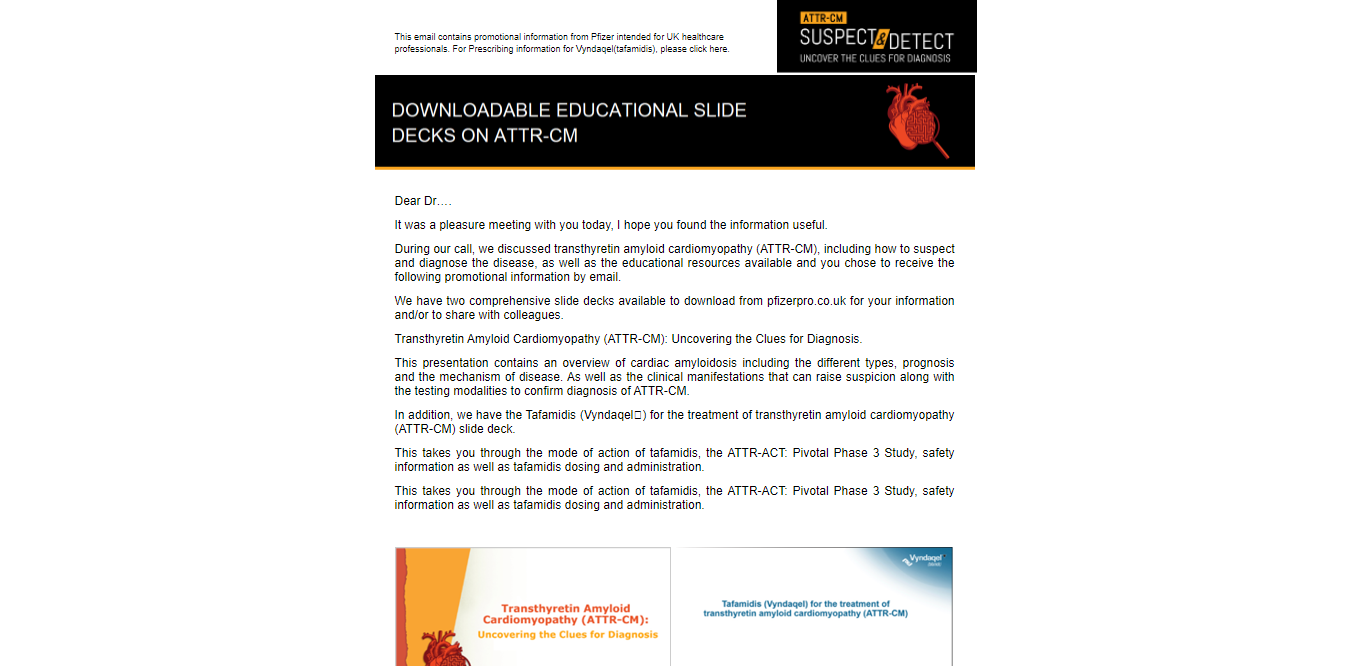 This email contains promotional information from Pfizer intended for UK healthcare
professionals. For Prescribing information for Vyndaqel(tafamidis), please click here.
ATTR-CM
SUSPECT & DETECT
UNCOVER THE CLUES FOR DIAGNOSIS
DOWNLOADABLE EDUCATIONAL SLIDE
DECKS ON ATTR-CM
Dear Dr....
It was a pleasure meeting with you today, I hope you found the information useful.
During our call, we discussed transthyretin amyloid cardiomyopathy (ATTR-CM), including how to suspect
and diagnose the disease, as well as the educational resources available and you chose to receive the
following promotional information by email.
We have two comprehensive slide decks available to download from pfizerpro.co.uk for your information
and/or to share with colleagues.
Transthyretin Amyloid Cardiomyopathy (ATTR-CM): Uncovering the Clues for Diagnosis.
This presentation contains an overview of cardiac amyloidosis including the different types, prognosis
and the mechanism of disease. As well as the clinical manifestations that can raise suspicion along with
the testing modalities to confirm diagnosis of ATTR-CM.
In addition, we have the Tafamidis (Vyndaqel▯) for the treatment of transthyretin amyloid cardiomyopathy
(ATTR-CM) slide deck.
This takes you through the mode of action of tafamidis, the ATTR-ACT: Pivotal Phase 3 Study, safety
information as well as tafamidis dosing and administration.
This takes you through the mode of action of tafamidis, the ATTR-ACT: Pivotal Phase 3 Study, safety
information as well as tafamidis dosing and administration.
Transthyretin Amyloid
Cardiomyopathy (ATTR-CM):
Uncovering the Clues for Diagnosis
Vyndaqel
Tafamidis (Vyndaqel) for the treatment of
transthyretin amyloid cardiomyopathy (ATTR-CM)